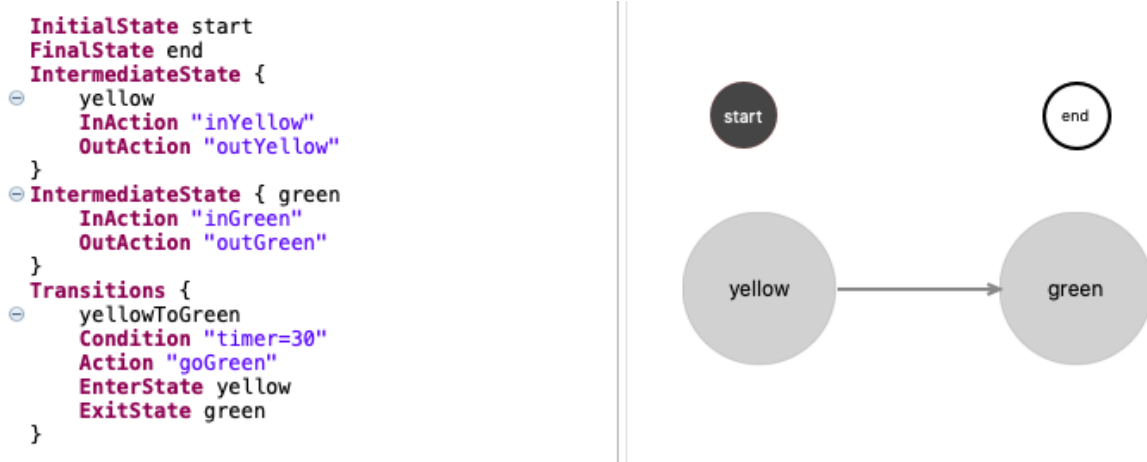 InitialState start
FinalState end
IntermediateState {
yellow
InAction "inYellow"
OutAction "outYellow"
}
IntermediateState { green
InAction "inGreen"
OutAction "outGreen"
}
Transitions {
yellowToGreen
Condition "timer=30"
Action "goGreen"
EnterState yellow
ExitState green
}
start
end
yellow
green